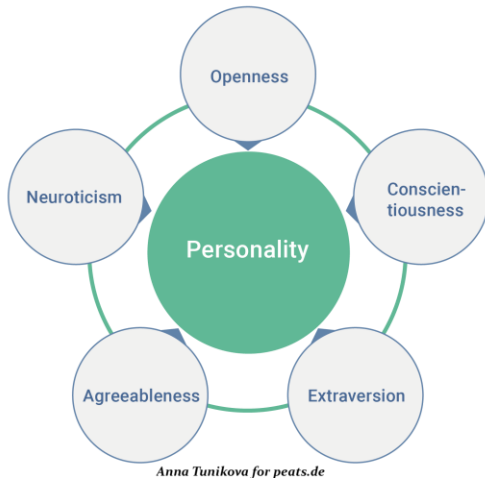 Openness
Neuroticism
Conscien-
tiousness
Personality
Agreeableness
Extraversion
Anna Tunikova for peats.de